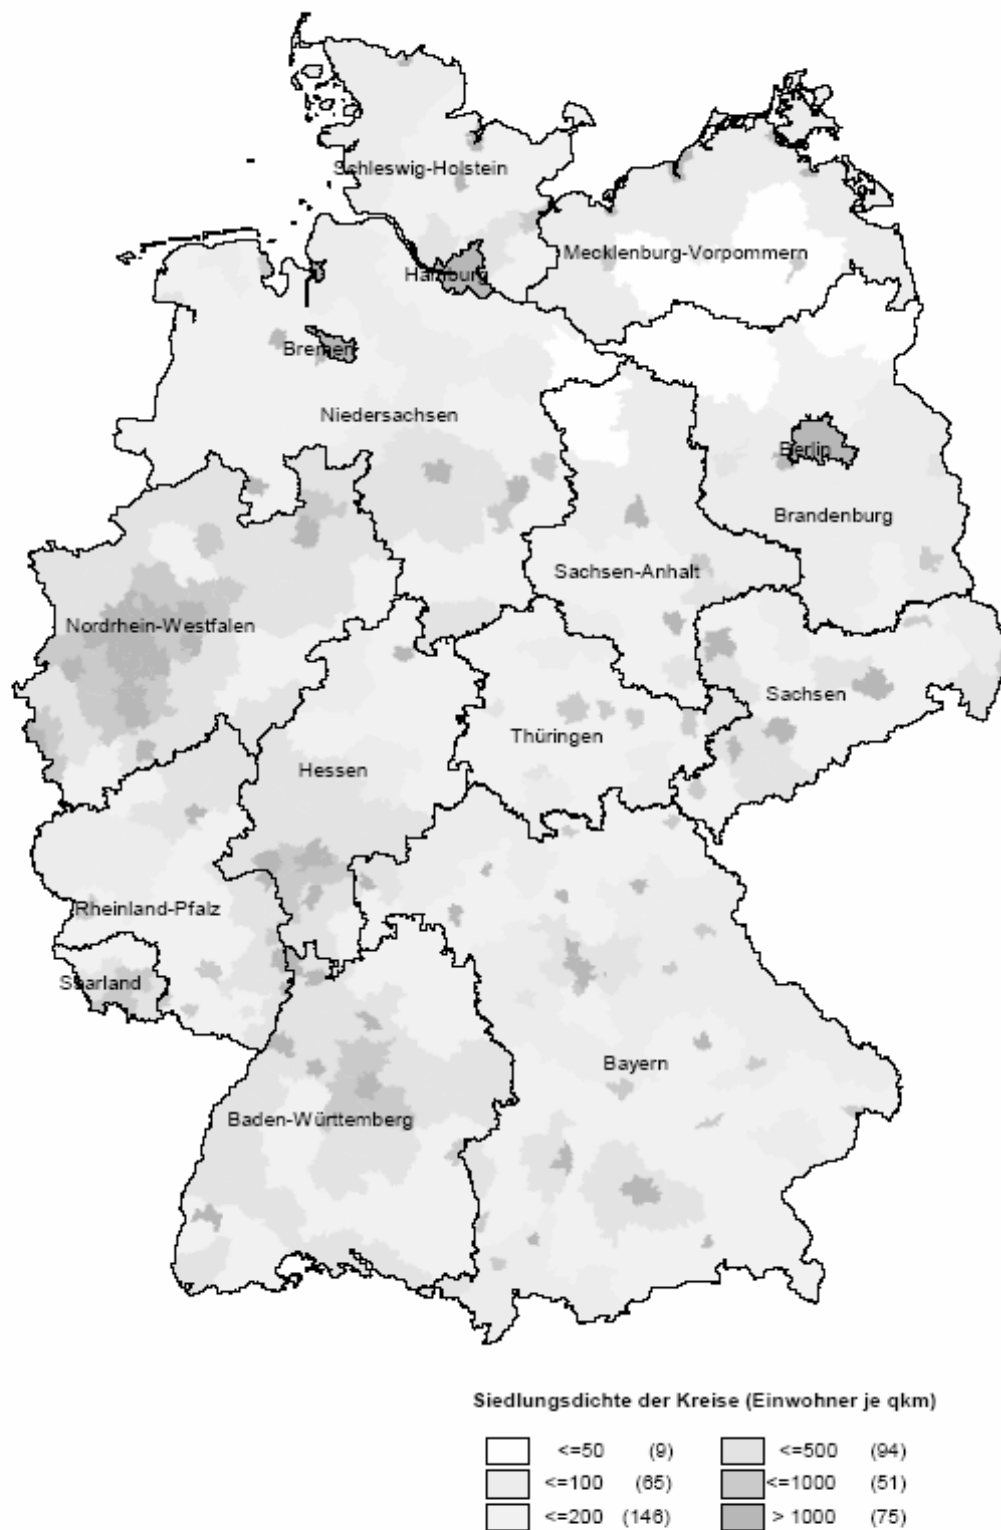 Schleswig-Holstein
Mecklenburg-Vorpommern
Hamburg
Bremen
Niedersachsen
Berlin
Brandenburg
Sachsen-Anhalt
Nordrhein-Westfalen
Sachsen
Thüringen
Hessen
Rheinland-Pfalz
Saarland
Bayern
Baden-Württemberg
Siedlungsdichte der Kreise (Einwohner je qkm)
<=50 (9) <=500 (94)
<=100 (65) <=1000 (51)
<=200 (146) > 1000 (75)